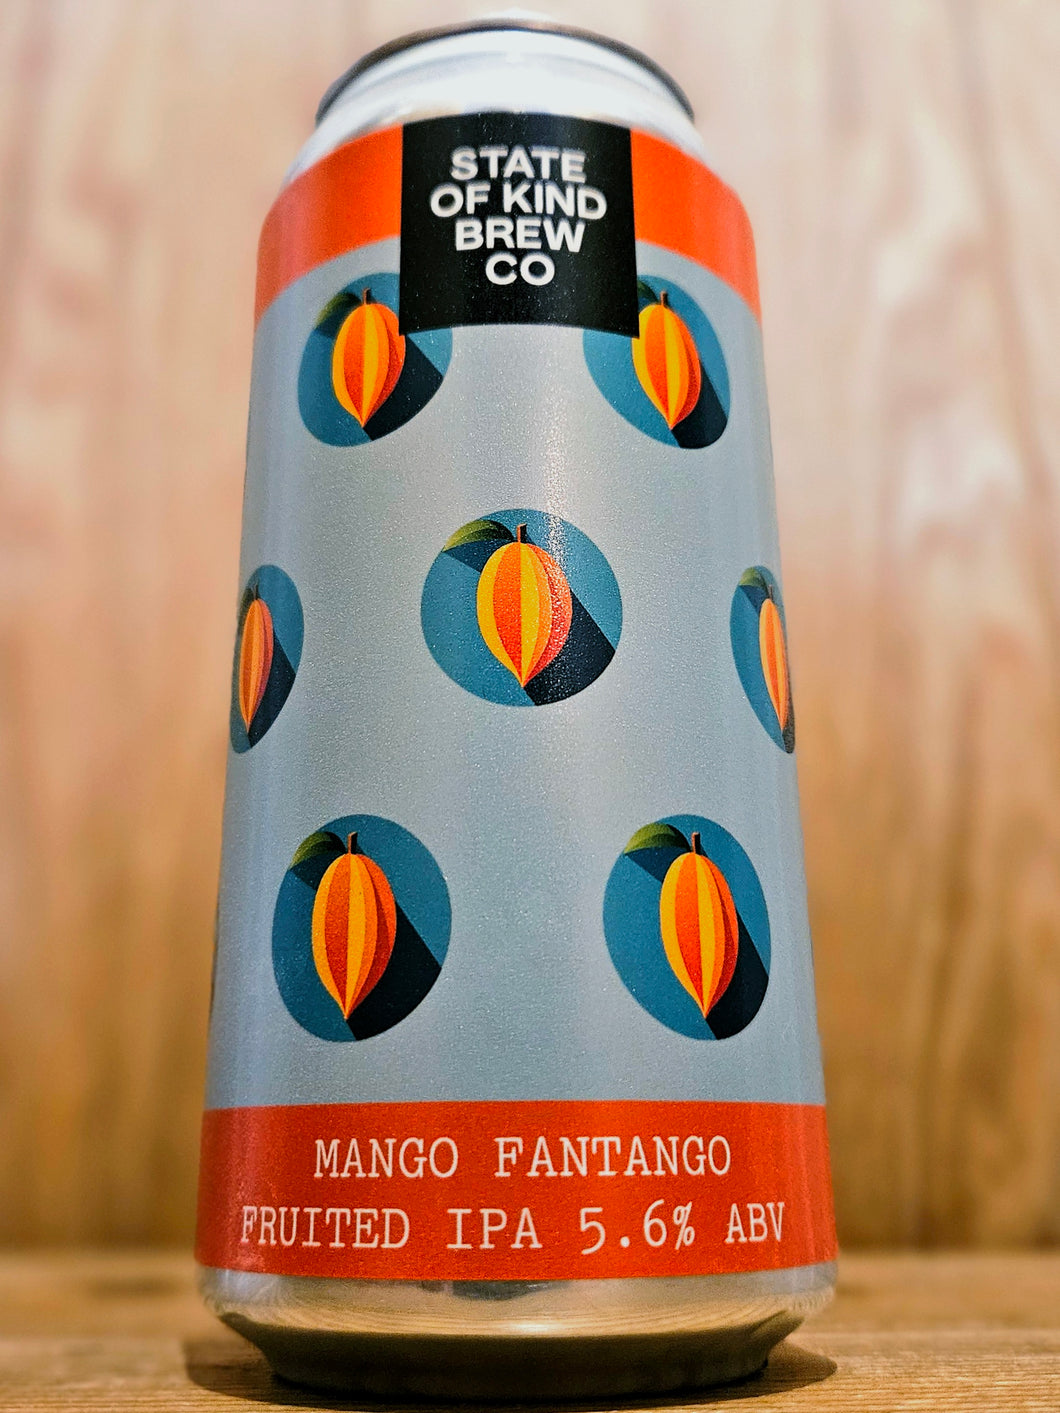 STATE
OF KIND
BREW
CO
MANGO FANTANGO
FRUITED IPA 5.6% ABV